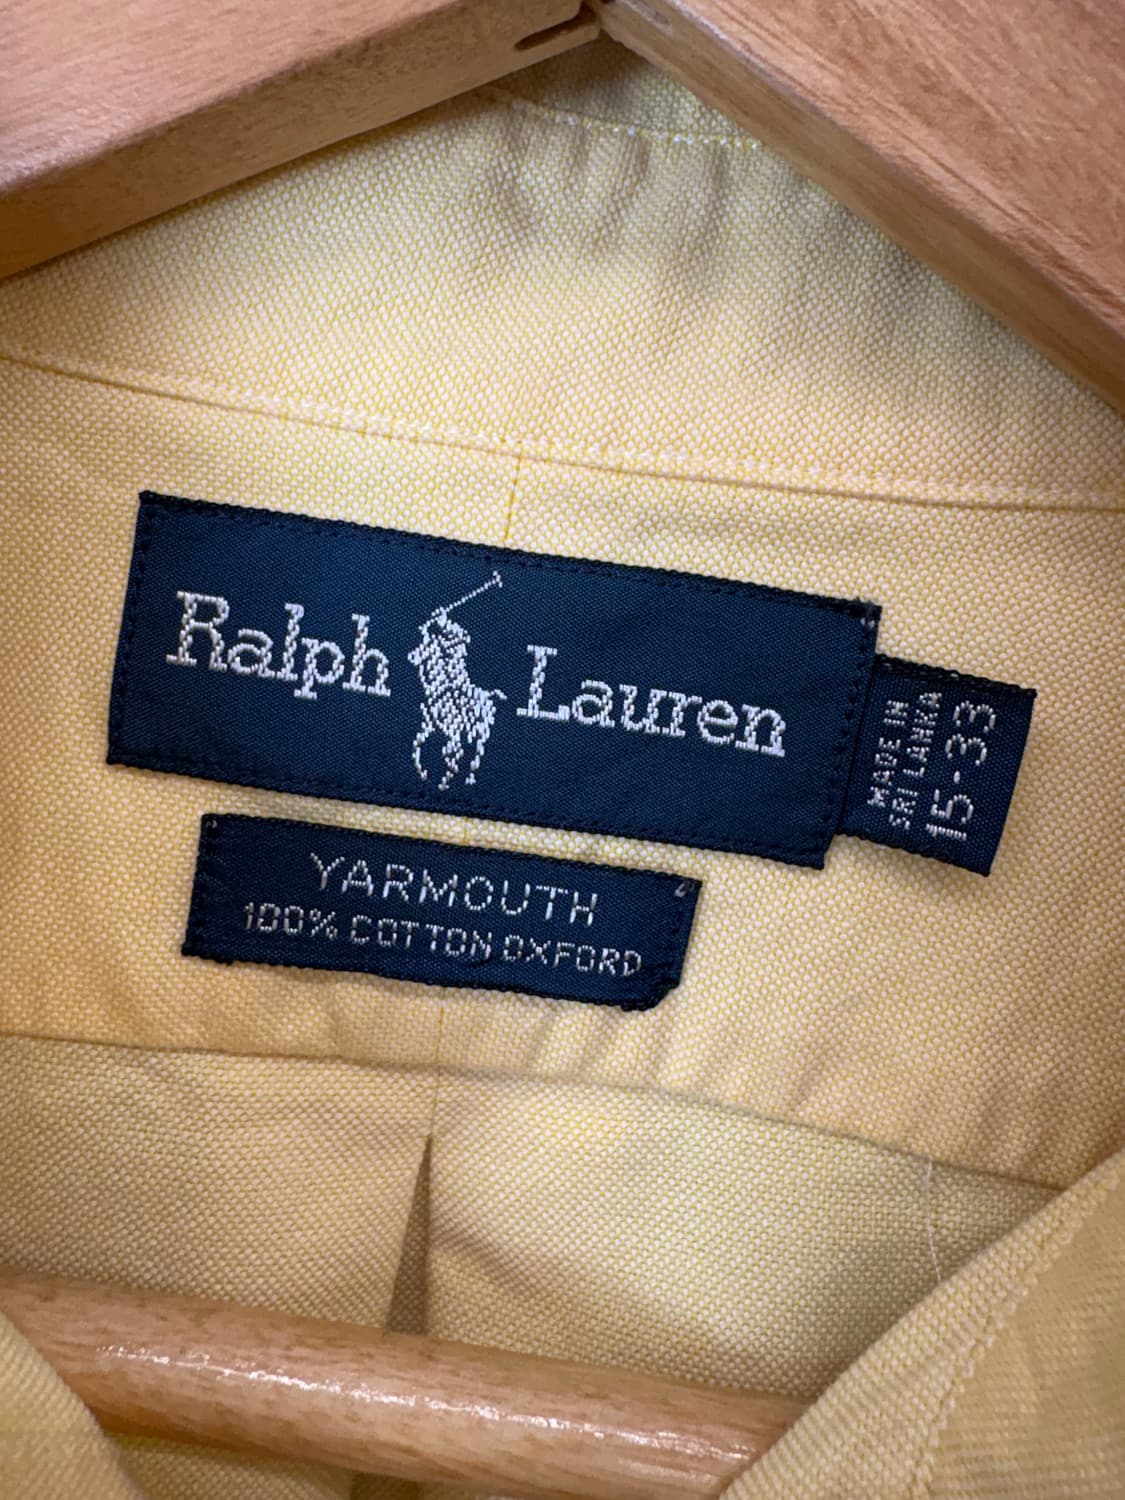 Ralph Lauren
MADE IN
SRI LANKA
15-33
YARMOUTH
100% COTTON OXFORD